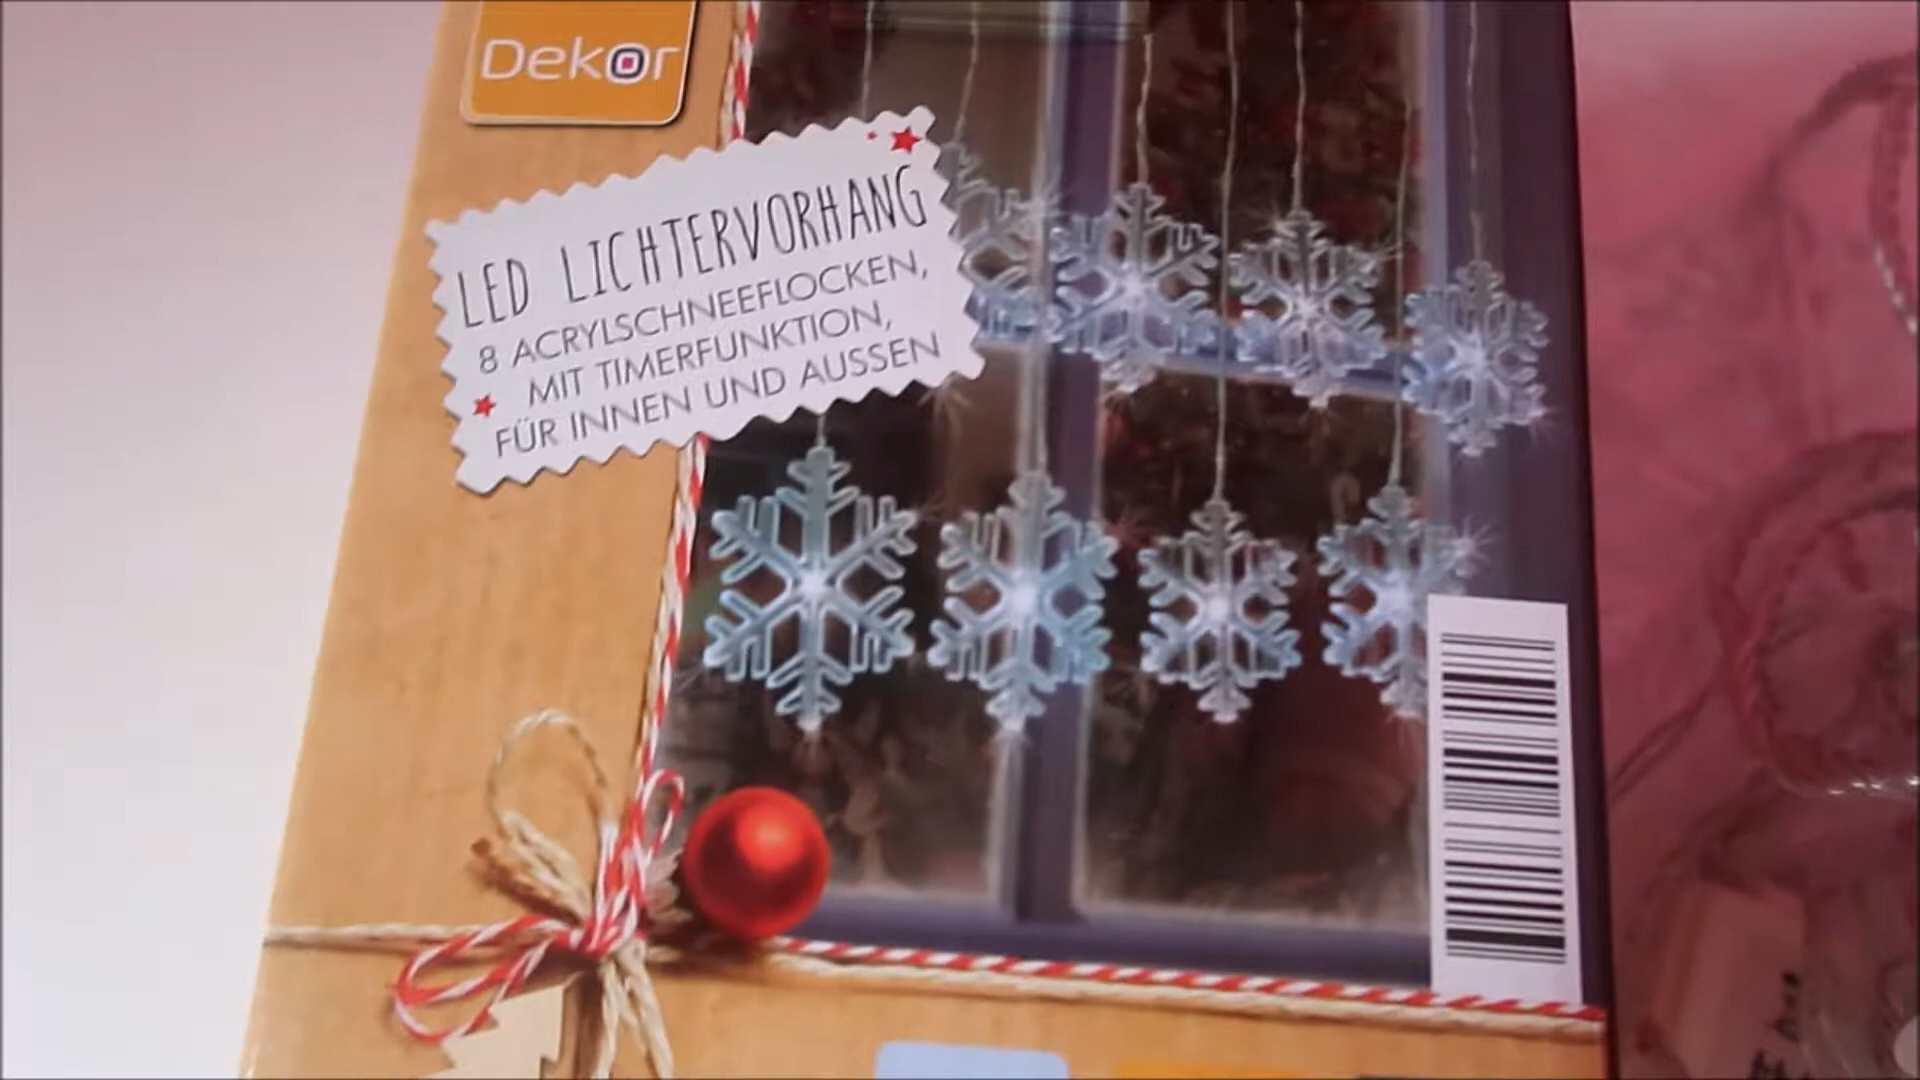 Dekor
LED LICHTERVORHANG
8 ACRYLSCHNEEFLOCKEN,
MIT TIMERFUNKTION,
FÜR INNEN UND AUSSEN